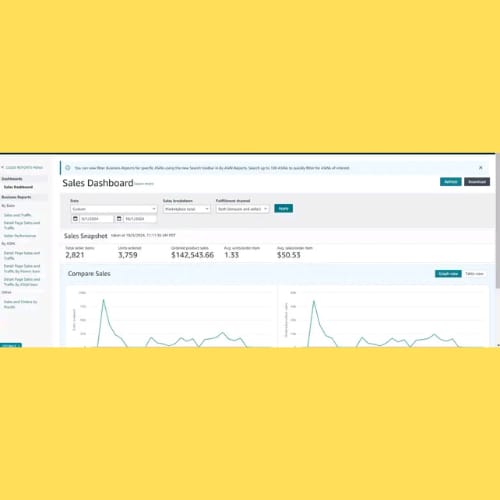 CLOSE REPORTS MENU
Dashboards
Sales Dashboard
Business Reports
By Date
Sales and Traffic
Detail Page Sales and Traffic
Seller Performance
By ASIN
Detail Page Sales and Traffic
Detail Page Sales and Traffic By Parent Item
Detail Page Sales and Traffic By Child Item
Other
Sales and Orders by Month
You can now filter Business Reports for specific ASINs using the new Search toolbar in By ASIN Reports. Search up to 100 ASINs to quickly filter for ASINs of interest.
Sales Dashboard
Refresh
Download
Date
Sales breakdown
Fulfillment channel
Custom
Marketplace total
Both (Amazon and seller)
Apply
Sales Snapshot
Total order items
Units ordered
Ordered product sales
Avg. units/order item
Avg. sales/order item
2,821
3,759
$142,543.66
1.33
$50.53
Compare Sales
Graph view
Table view